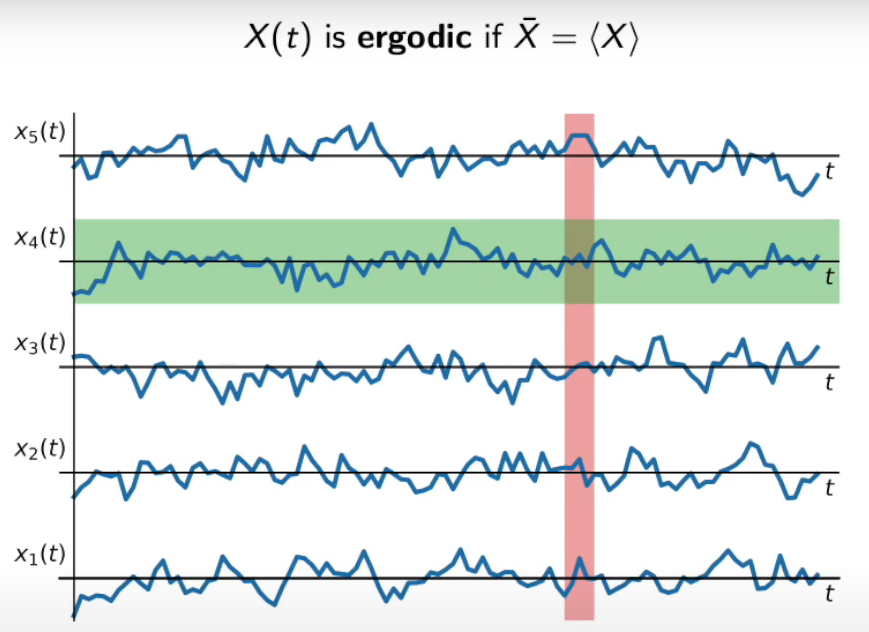 X(t) is ergodic if X̄ = ⟨X⟩
x₅(t)
t
x₄(t)
t
x₃(t)
t
x₂(t)
t
x₁(t)
t